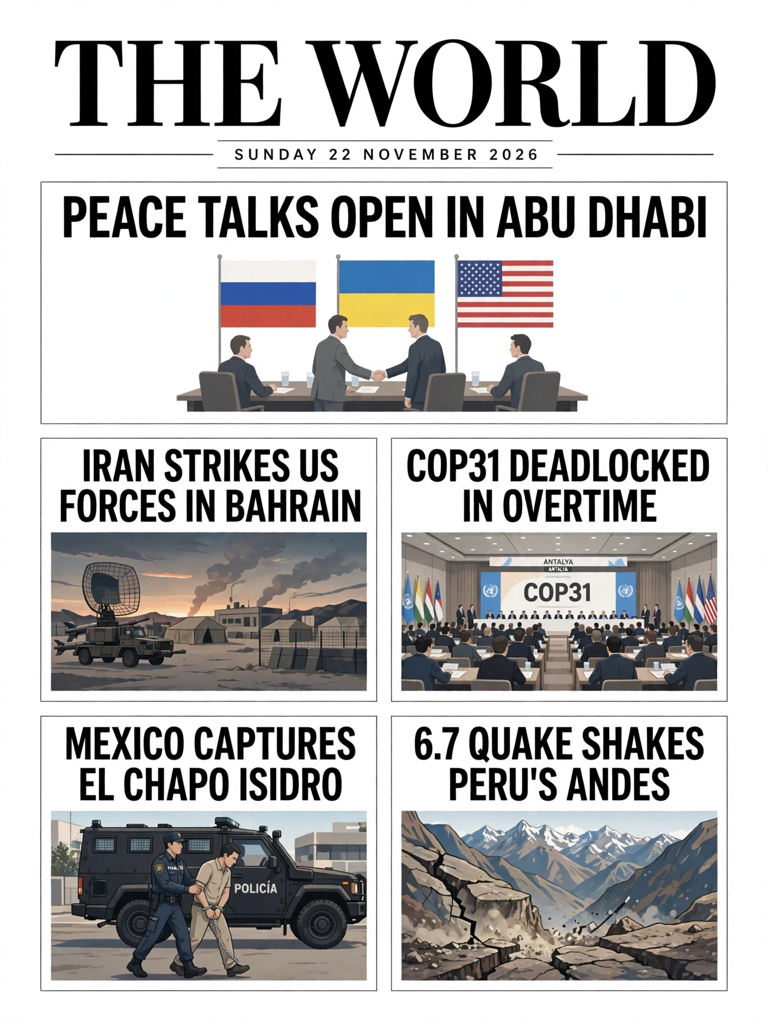 THE WORLD
SUNDAY 22 NOVEMBER 2026
PEACE TALKS OPEN IN ABU DHABI
IRAN STRIKES US
FORCES IN BAHRAIN
COP31 DEADLOCKED
IN OVERTIME
ANTALYA
ANTALYA
COP31
MEXICO CAPTURES
EL CHAPO ISIDRO
POLICÍA
6.7 QUAKE SHAKES
PERU'S ANDES